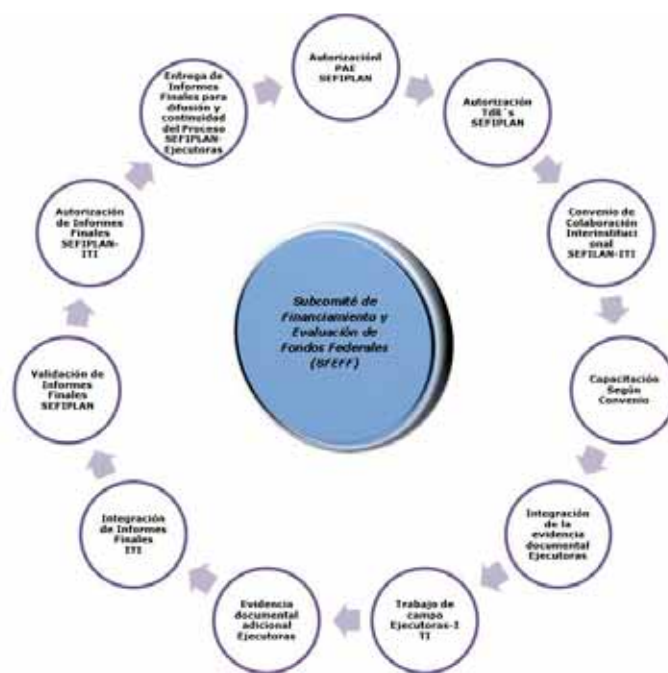 Autorizaciónl
PAE
SEFIPLAN
Autorización
TdR´s
SEFIPLAN
Convenio de
Colaboración
Interinstituci
onal
SEFILAN-ITI
Capacitación
Según
Convenio
Integración
de la
evidencia
documental
Ejecutoras
Trabajo de
campo
Ejecutoras-I
TI
Evidencia
documental
adicional
Ejecutoras
Integración
de Informes
Finales
ITI
Validación de
Informes
Finales
SEFIPLAN
Autorización
de Informes
Finales
SEFIPLAN-
ITI
Entrega de
Informes
Finales para
difusión y
continuidad
del Proceso
SEFIPLAN-
Ejecutoras
Subcomité de
Financiamiento y
Evaluación de
Fondos Federales
(SFEFF)